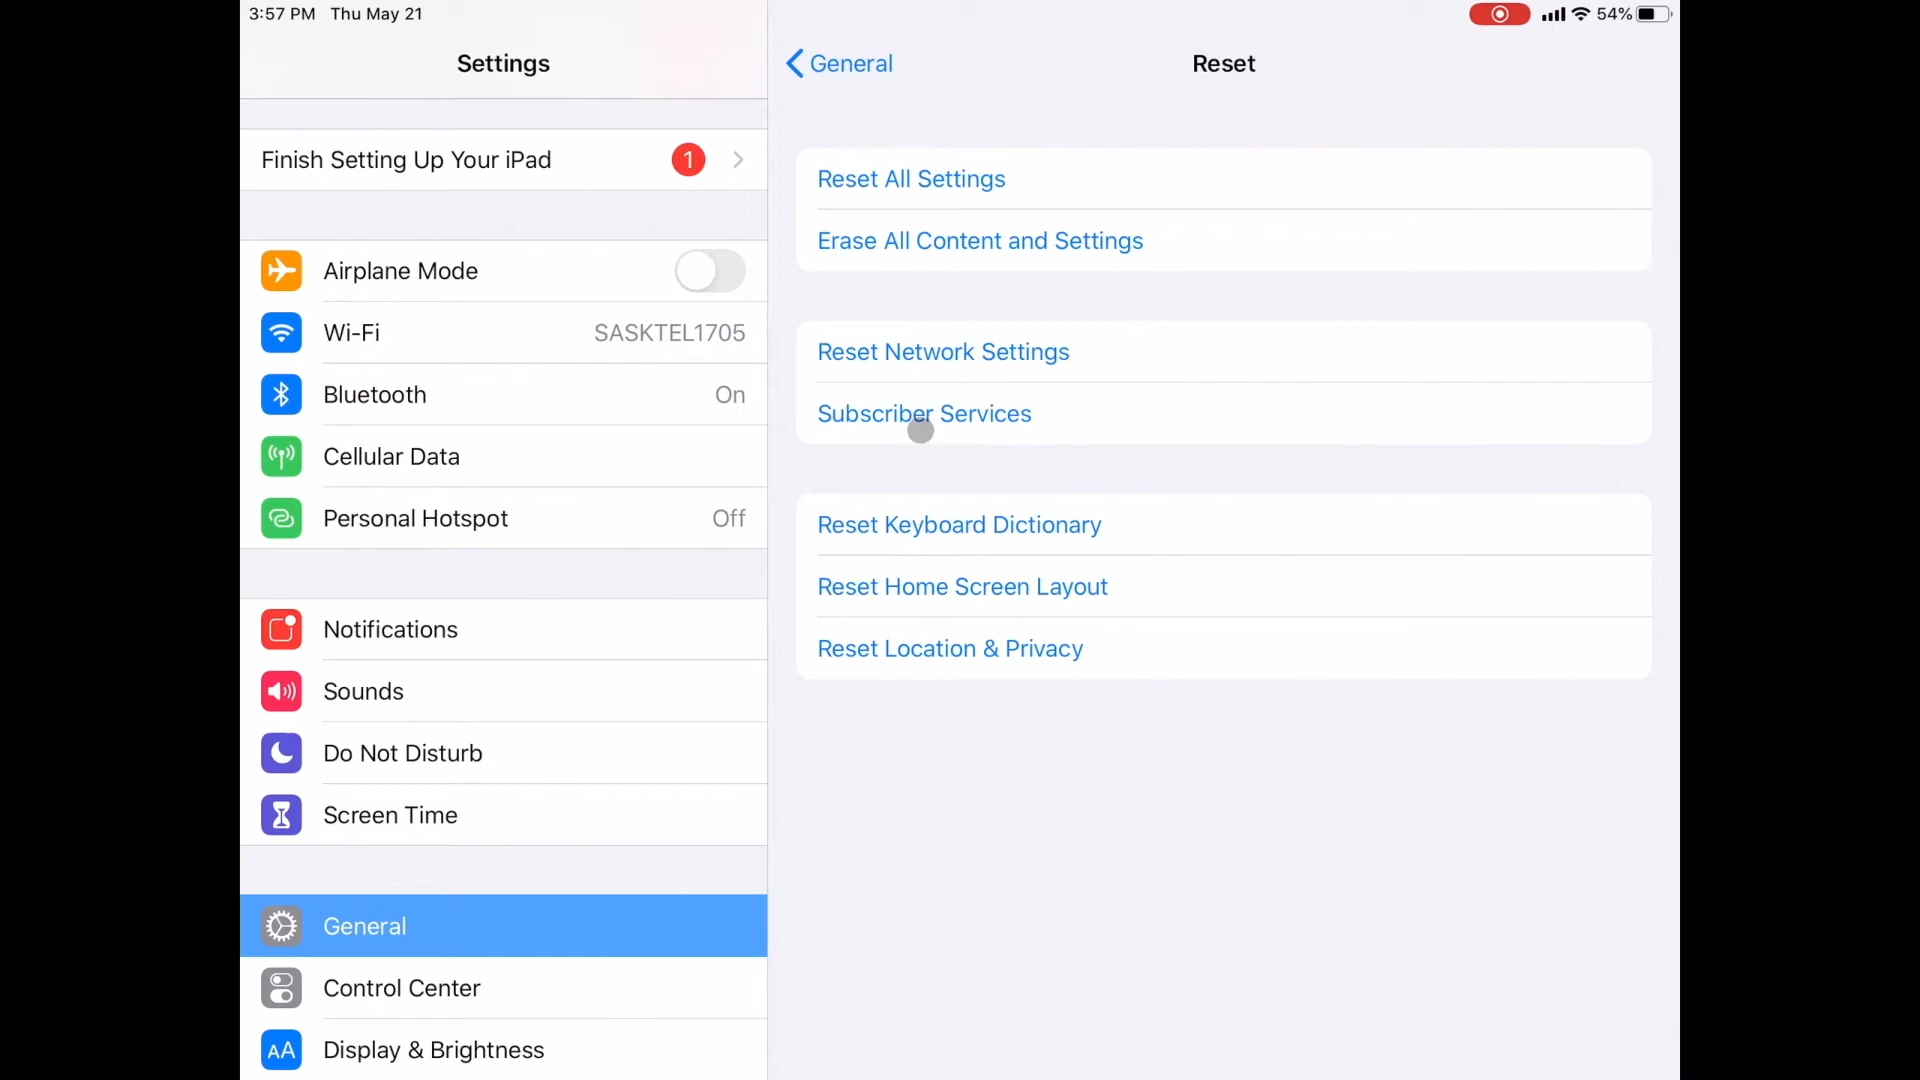 3:57 PM Thu May 21
54%
Settings
Finish Setting Up Your iPad 1
Airplane Mode
Wi-Fi SASKTEL1705
Bluetooth On
Cellular Data
Personal Hotspot Off
Notifications
Sounds
Do Not Disturb
Screen Time
General
Control Center
AA Display & Brightness
General
Reset
Reset All Settings
Erase All Content and Settings
Reset Network Settings
Subscriber Services
Reset Keyboard Dictionary
Reset Home Screen Layout
Reset Location & Privacy